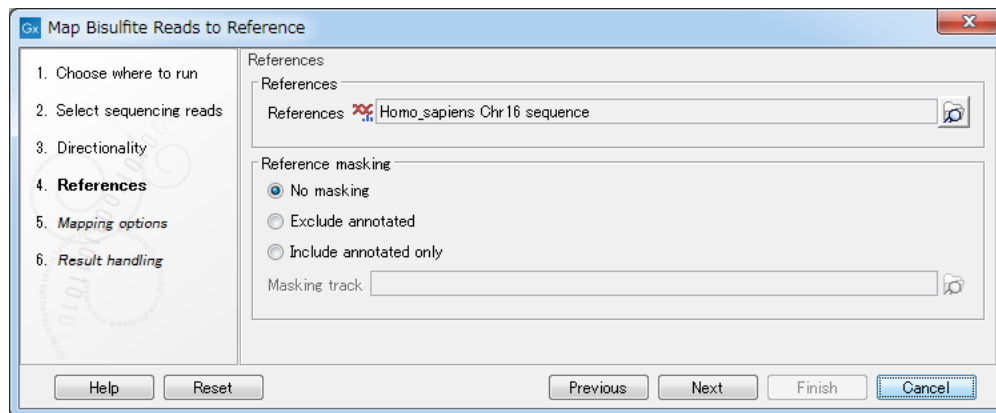 Gx Map Bisulfite Reads to Reference
1. Choose where to run
2. Select sequencing reads
3. Directionality
4. References
5. Mapping options
6. Result handling
References
References
References Homo_sapiens Chr16 sequence
Reference masking
No masking
Exclude annotated
Include annotated only
Masking track
Help Reset Previous Next Finish Cancel